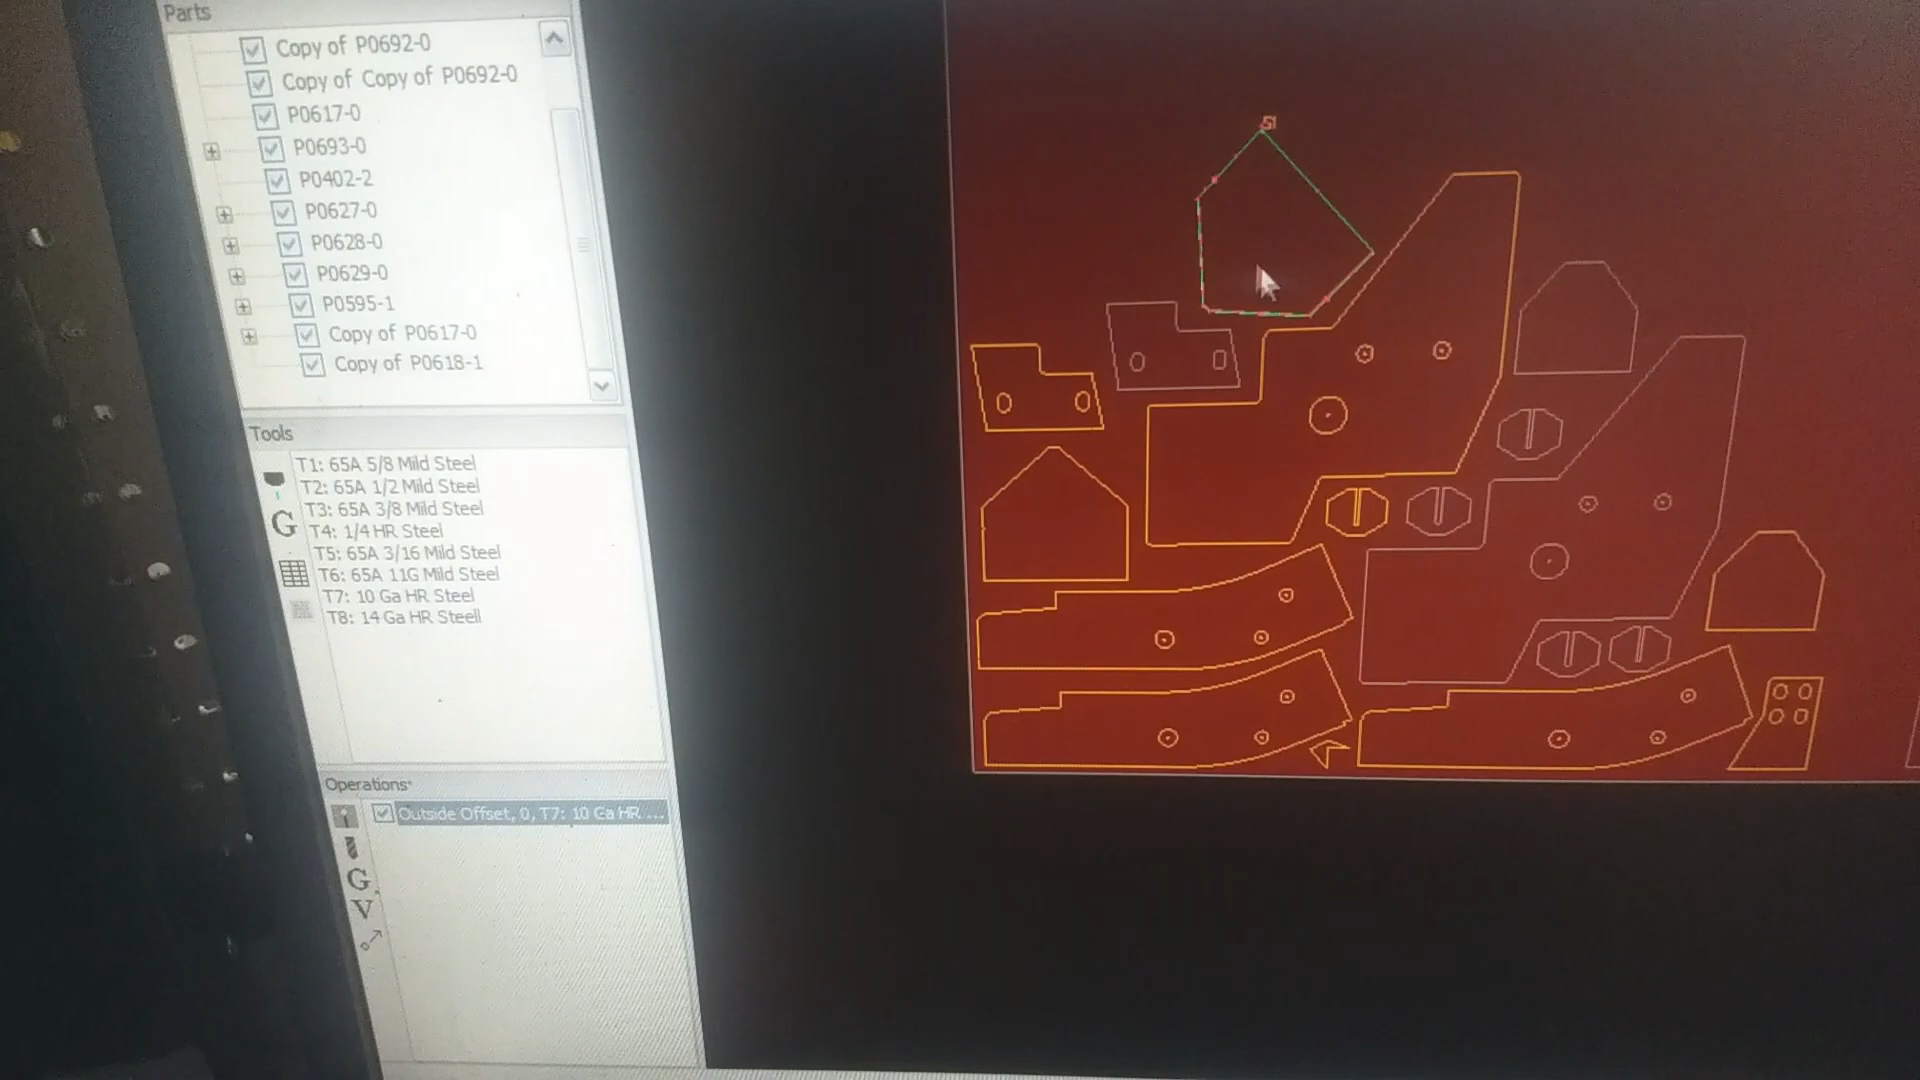 Parts
Copy of P0692-0
Copy of Copy of P0692-0
P0617-0
P0693-0
P0402-2
P0627-0
P0628-0
P0629-0
P0595-1
Copy of P0617-0
Copy of P0618-1
Tools
T1: 65A 5/8 Mild Steel
T2: 65A 1/2 Mild Steel
T3: 65A 3/8 Mild Steel
G
T4: 1/4 HR Steel
T5: 65A 3/16 Mild Steel
T6: 65A 11G Mild Steel
T7: 10 Ga HR Steel
T8: 14 Ga HR Steell
Operations
Outside Offset, 0, T7: 10 Ga HR ...
G
V